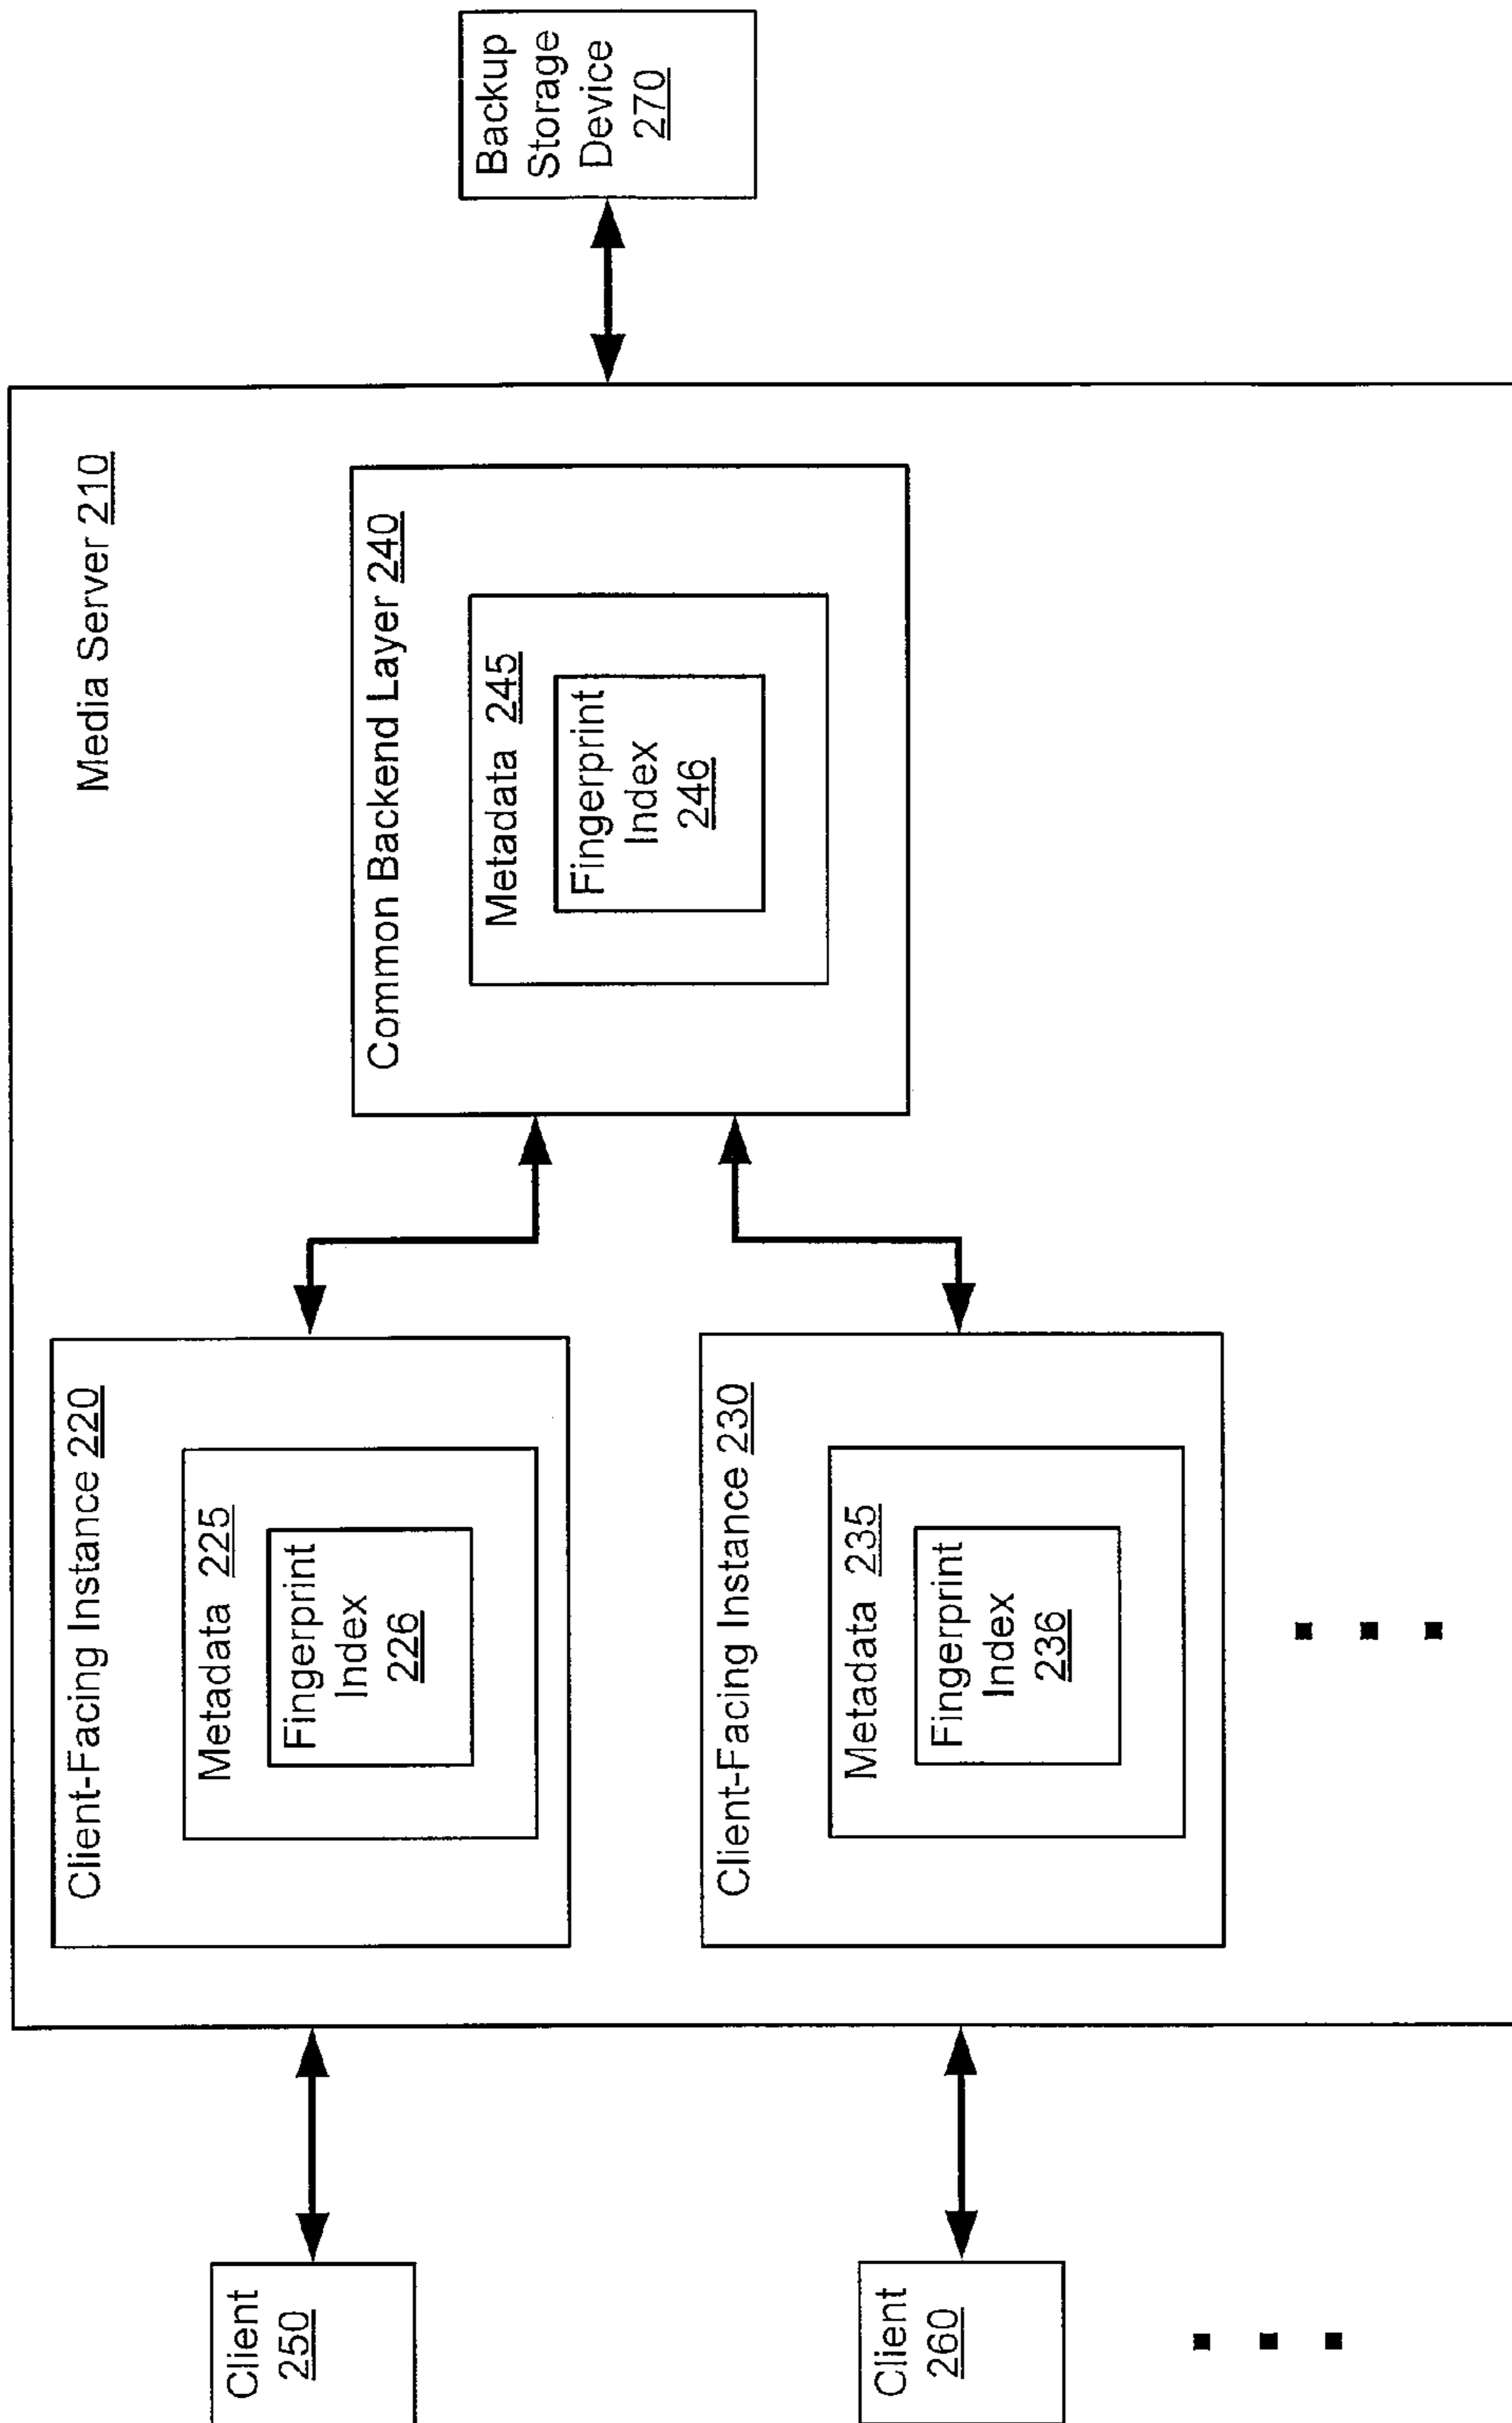 Media Server 210
Client-Facing Instance 220
Metadata 225
Fingerprint
Index
226
Common Backend Layer 240
Metadata 245
Fingerprint
Index
246
Client-Facing Instance 230
Metadata 235
Fingerprint
Index
236
Client
250
Client
260
Backup
Storage
Device
270